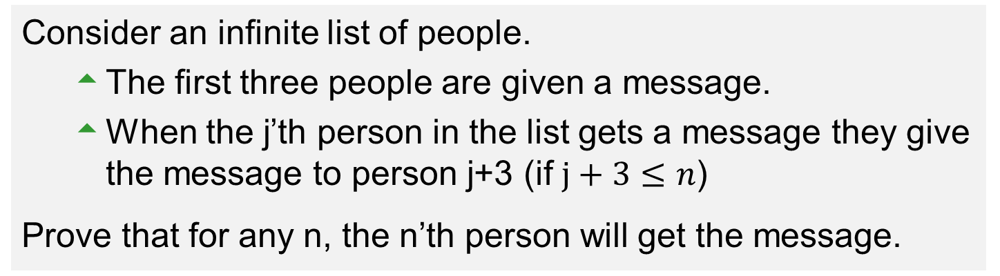 Consider an infinite list of people.
The first three people are given a message.
When the j’th person in the list gets a message they give
the message to person j+3 (if j + 3 ≤ n)
Prove that for any n, the n’th person will get the message.